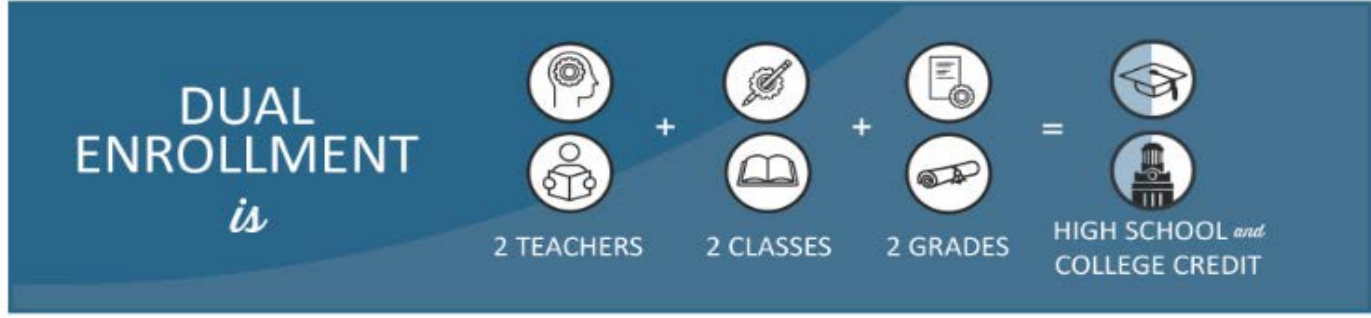 DUAL
ENROLLMENT
is
+
+
=
2 TEACHERS
2 CLASSES
2 GRADES
HIGH SCHOOL and
COLLEGE CREDIT